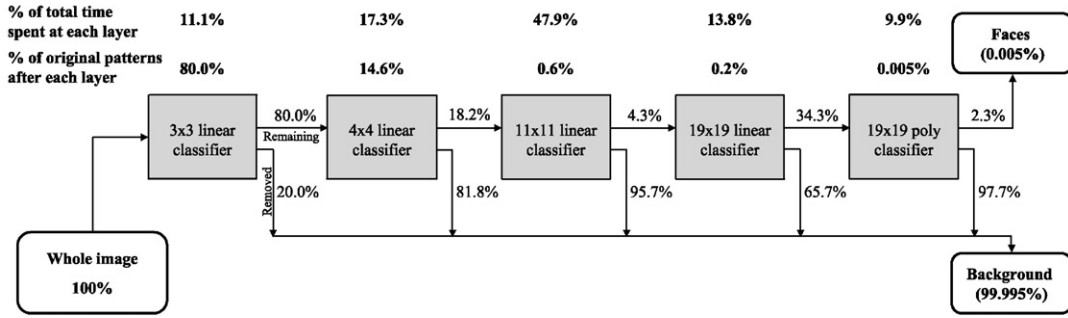 % of total time
spent at each layer
11.1%
17.3%
47.9%
13.8%
9.9%
% of original patterns
after each layer
80.0%
14.6%
0.6%
0.2%
0.005%
Faces
(0.005%)
3x3 linear
classifier
80.0%
Remaining
Removed
20.0%
4x4 linear
classifier
18.2%
81.8%
11x11 linear
classifier
4.3%
95.7%
19x19 linear
classifier
34.3%
65.7%
19x19 poly
classifier
2.3%
97.7%
Whole image
100%
Background
(99.995%)